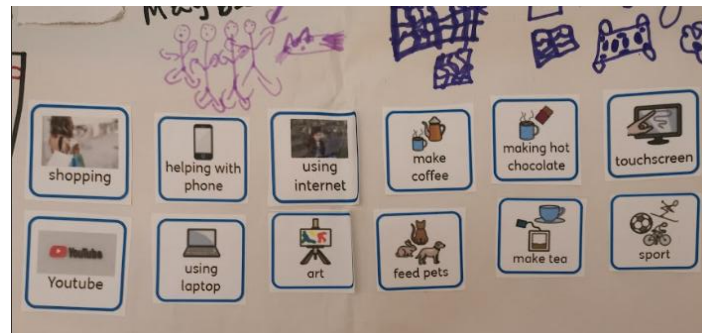 shopping
helping with
phone
using
internet
make
coffee
making hot
chocolate
touchscreen
YouTube
Youtube
using
laptop
art
feed pets
make tea
sport